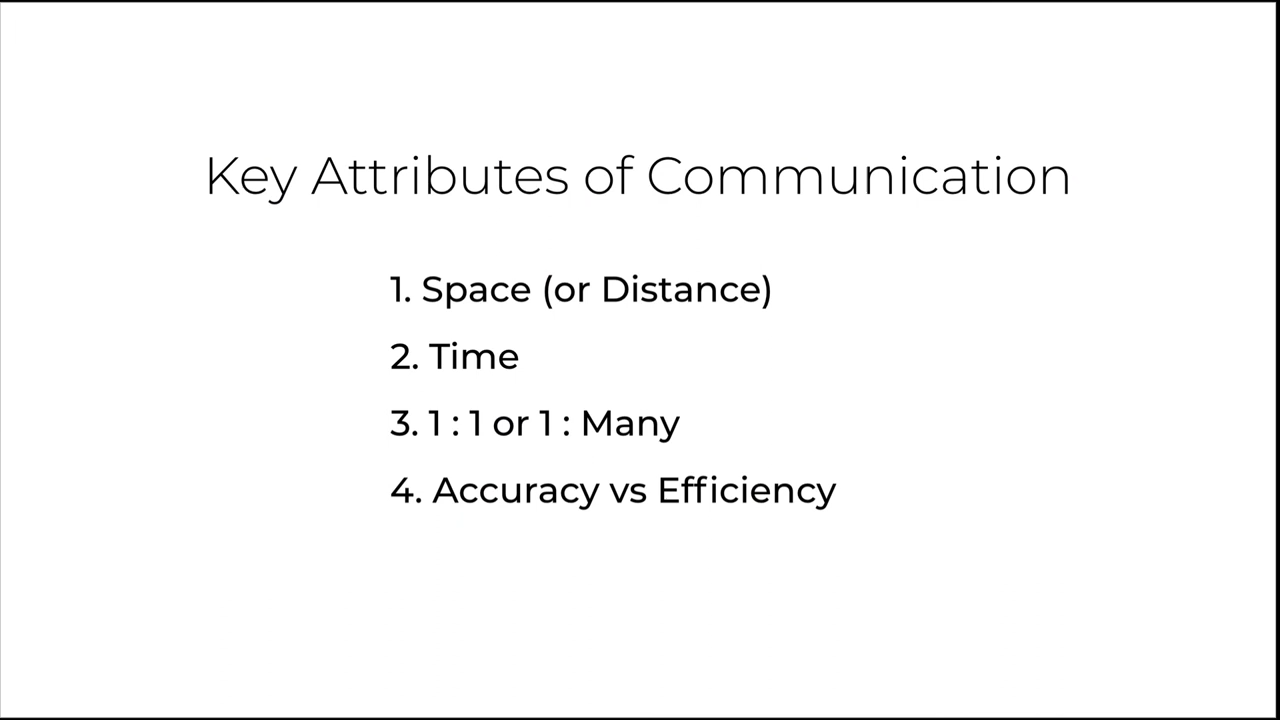 Key Attributes of Communication
1. Space (or Distance)
2. Time
3. 1 : 1 or 1 : Many
4. Accuracy vs Efficiency